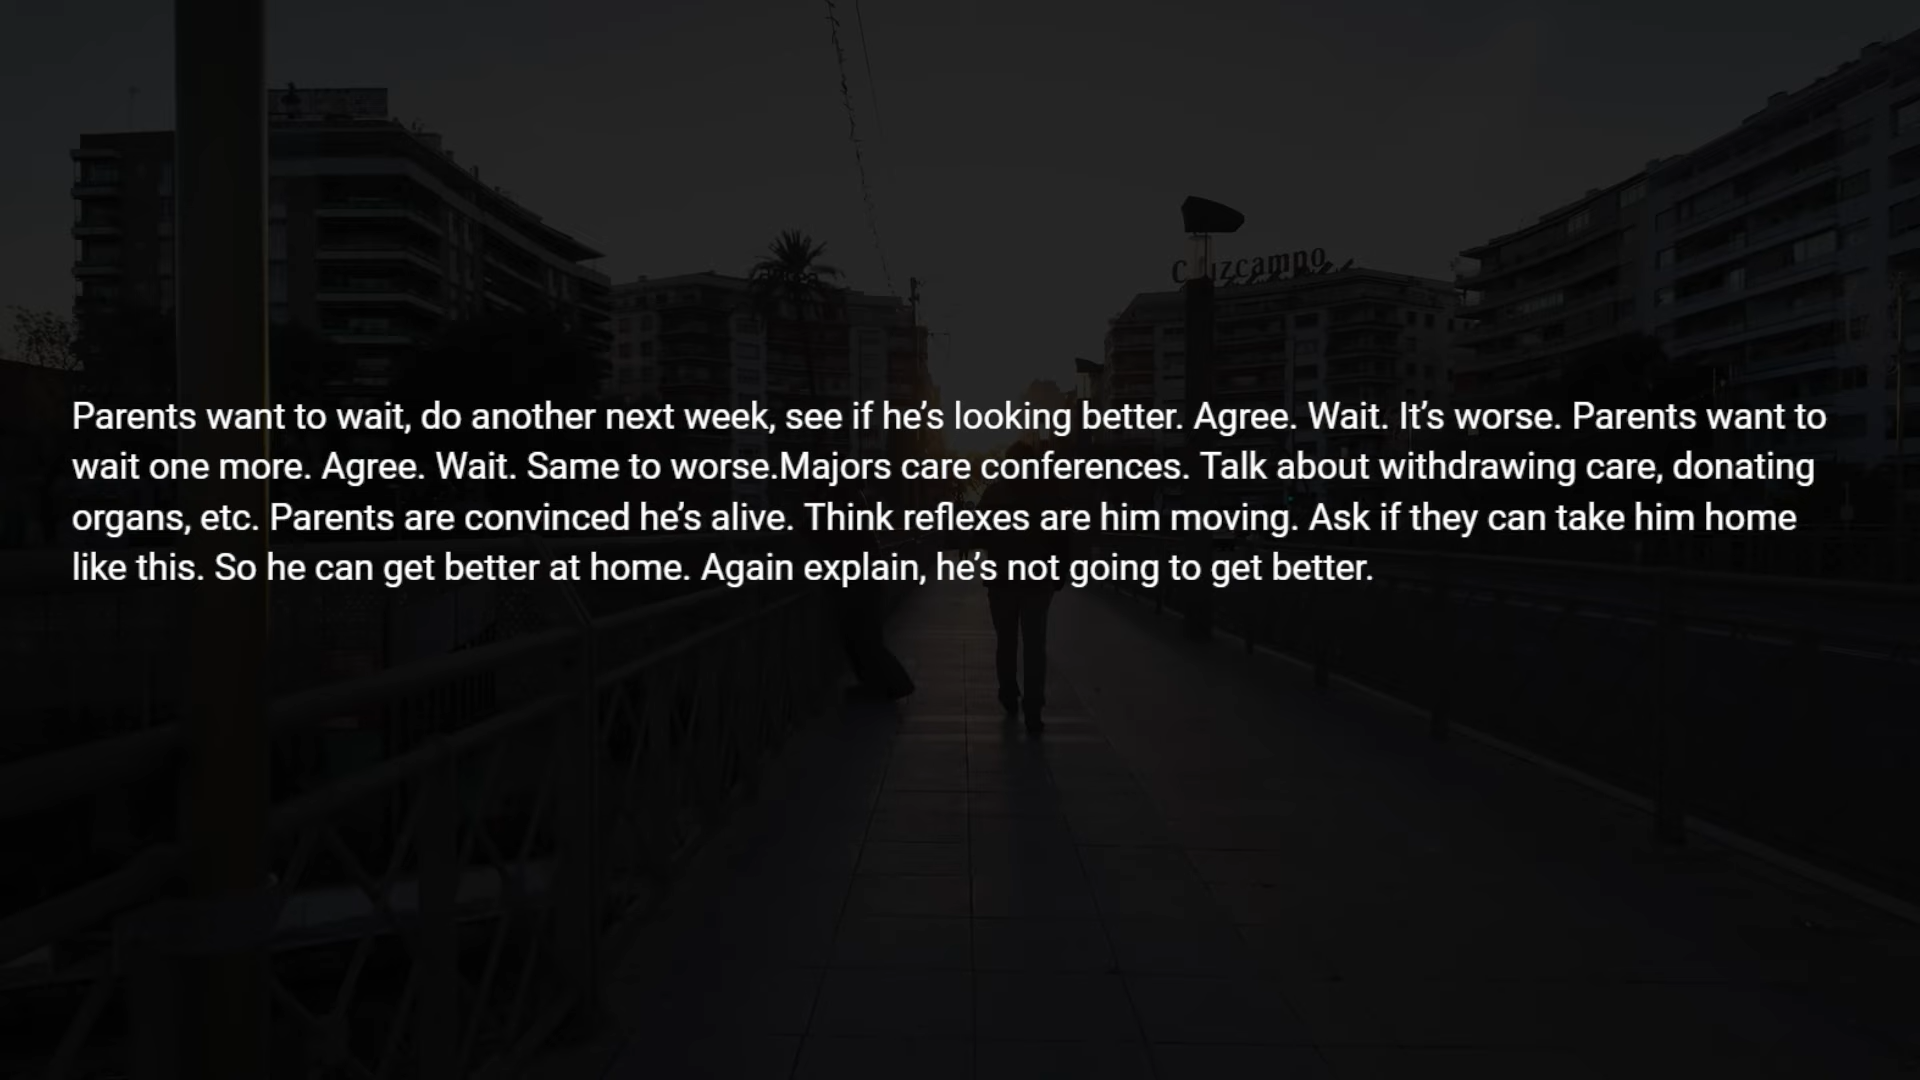 Cruzcampo
Parents want to wait, do another next week, see if he’s looking better. Agree. Wait. It’s worse. Parents want to
wait one more. Agree. Wait. Same to worse.Majors care conferences. Talk about withdrawing care, donating
organs, etc. Parents are convinced he’s alive. Think reflexes are him moving. Ask if they can take him home
like this. So he can get better at home. Again explain, he’s not going to get better.